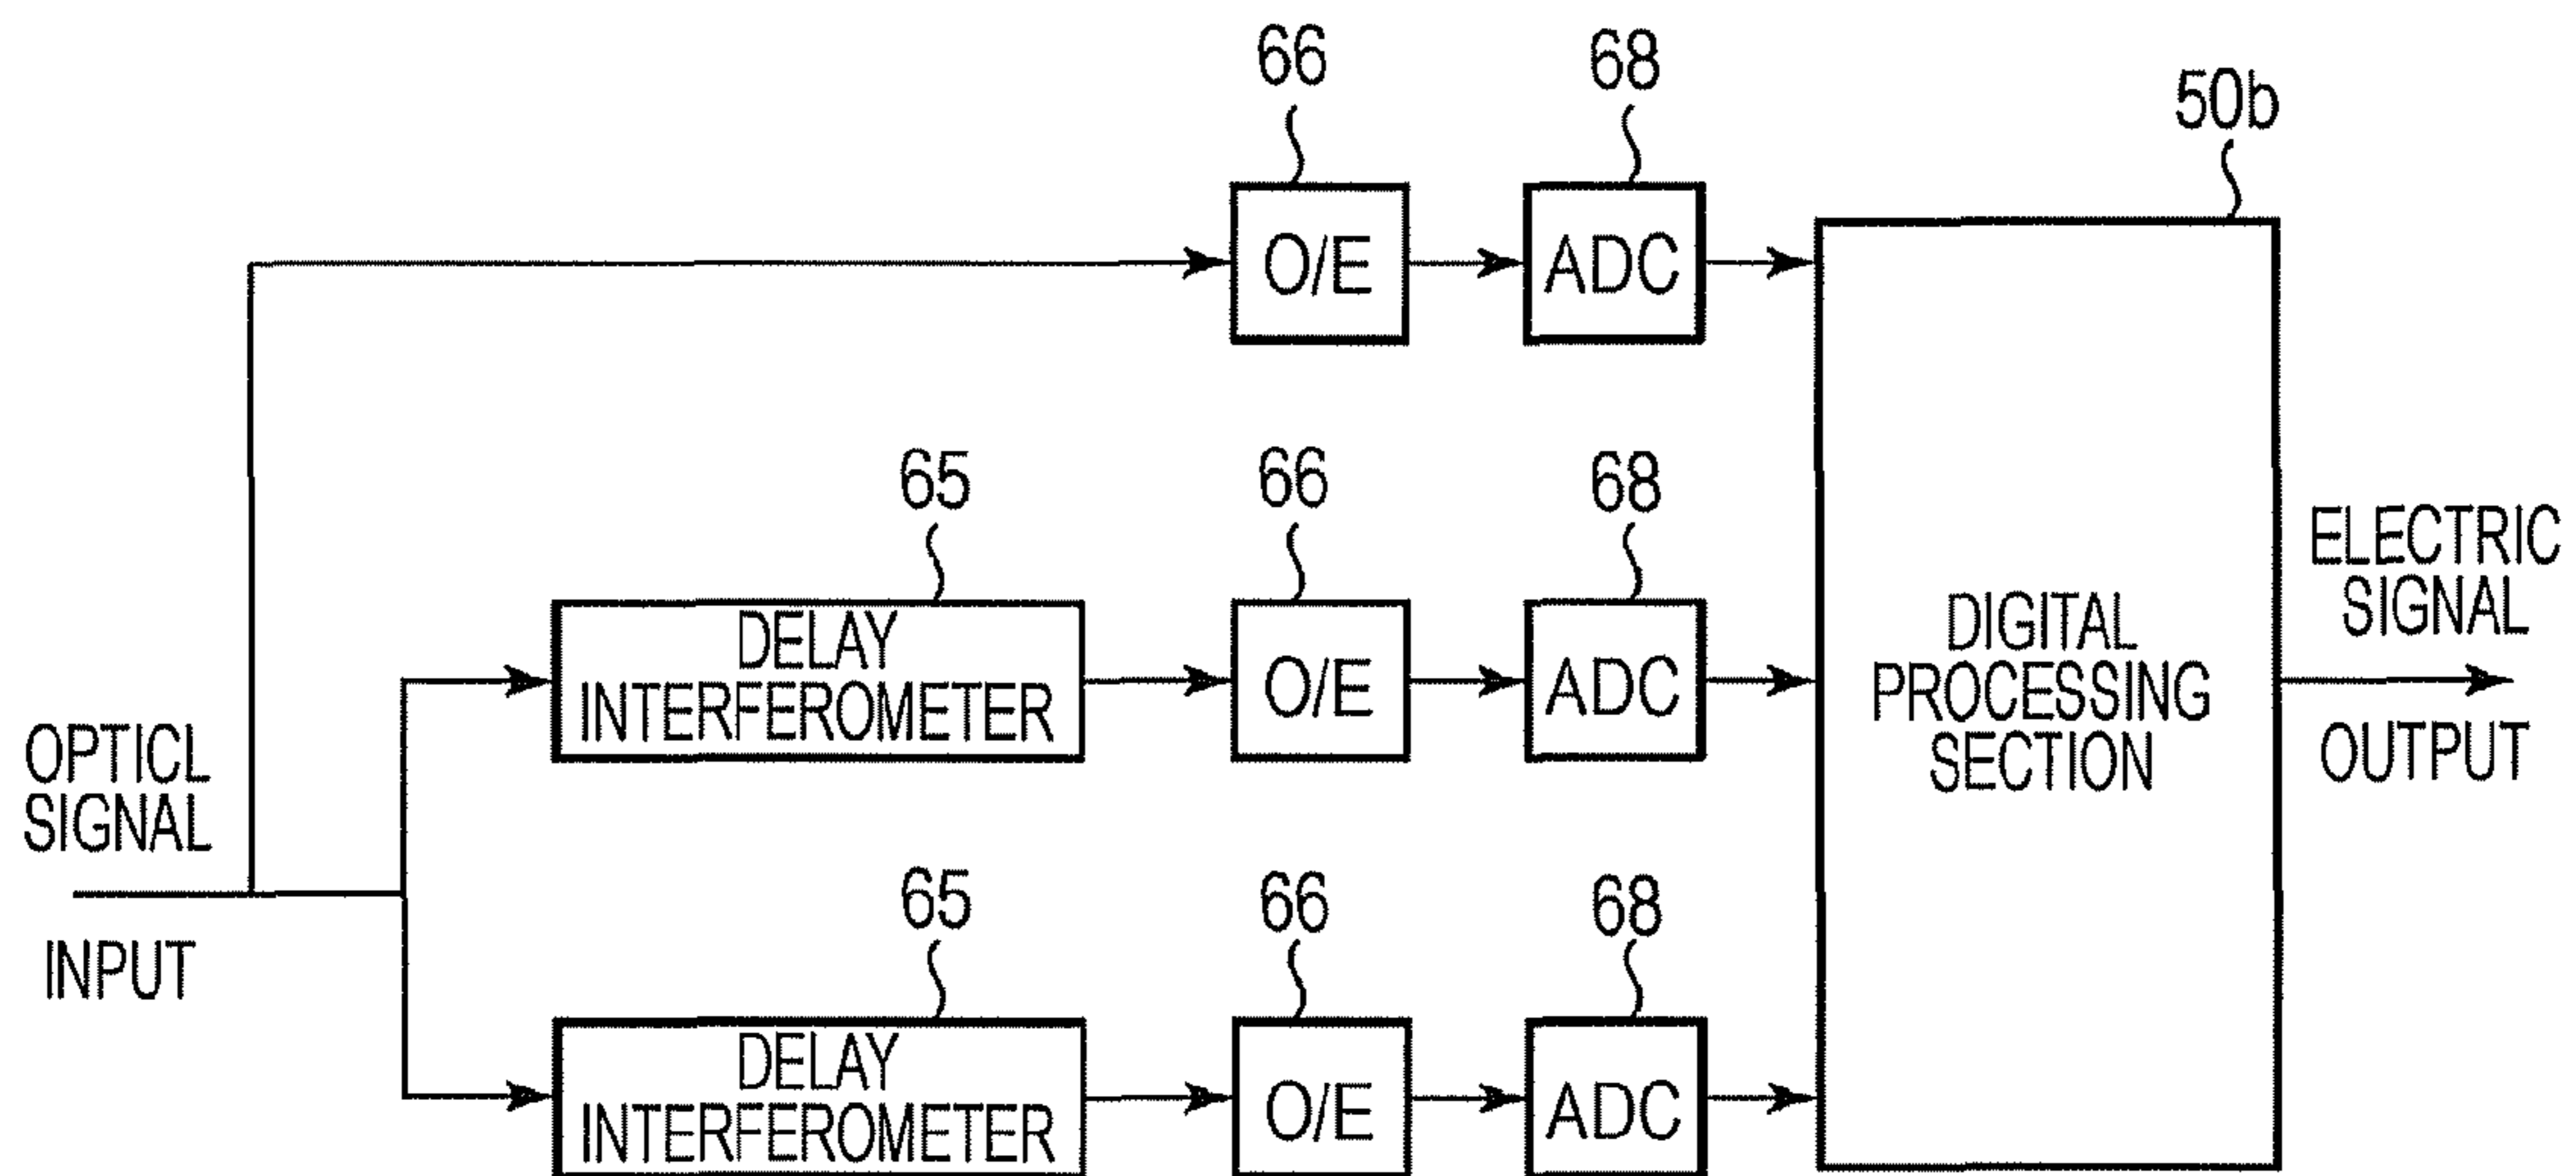 66
68
50b
O/E
ADC
65
66
68
DELAY
INTERFEROMETER
O/E
ADC
DIGITAL
PROCESSING
SECTION
ELECTRIC
SIGNAL
OUTPUT
OPTICL
SIGNAL
INPUT
65
66
68
DELAY
INTERFEROMETER
O/E
ADC